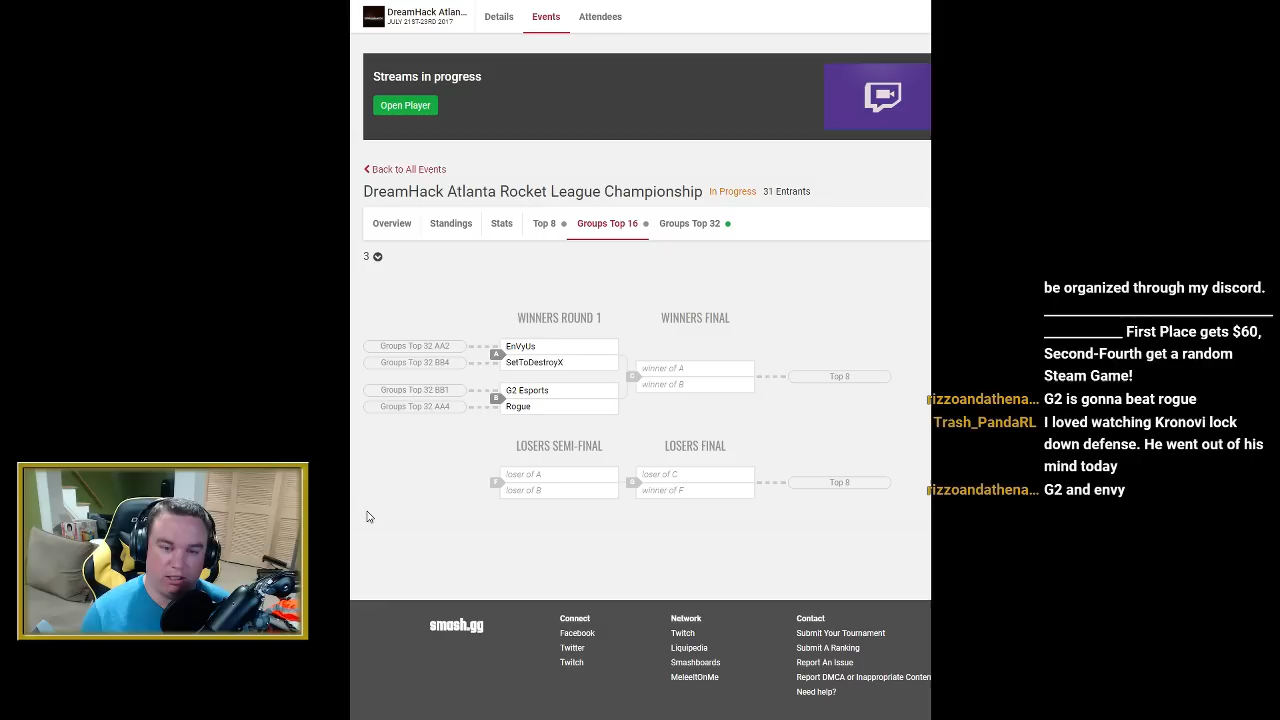 DreamHack Atlan...
JULY 21ST-23RD 2017
Details
Events
Attendees
Streams in progress
Open Player
Back to All Events
DreamHack Atlanta Rocket League Championship
In Progress
31 Entrants
Overview
Standings
Stats
Top 8
Groups Top 16
Groups Top 32
3
WINNERS ROUND 1
WINNERS FINAL
Groups Top 32 AA2
EnVyUs
Groups Top 32 BB4
SetToDestroyX
A
Groups Top 32 BB1
G2 Esports
Groups Top 32 AA4
Rogue
B
winner of A
winner of B
C
Top 8
LOSERS SEMI-FINAL
LOSERS FINAL
loser of A
loser of B
F
loser of C
winner of F
Top 8
smash.gg
Connect
Facebook
Twitter
Twitch
Network
Twitch
Liquipedia
Smashboards
MeleeItOnMe
Contact
Submit Your Tournament
Submit A Ranking
Report An Issue
Report DMCA or Inappropriate Conten
Need help?
be organized through my discord.
__________ First Place gets $60,
Second-Fourth get a random
Steam Game!
rizzoandathena... G2 is gonna beat rogue
Trash_PandaRL I loved watching Kronovi lock
down defense. He went out of his
mind today
rizzoandathena... G2 and envy